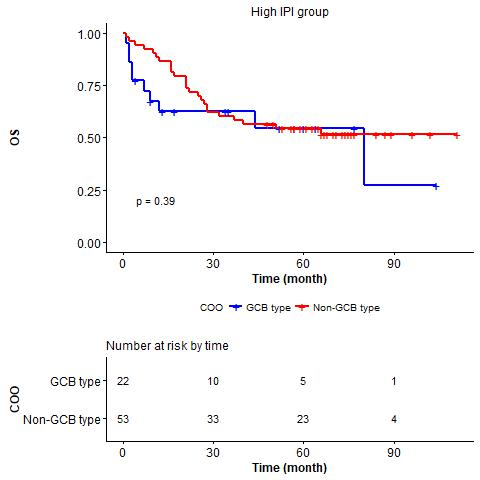 High IPI group
1.00
0.75
0.50
0.25
0.00
OS
p = 0.39
0 30 60 90
Time (month)
COO GCB type Non-GCB type
Number at risk by time
COO
GCB type 22 10 5 1
Non-GCB type 53 33 23 4
0 30 60 90
Time (month)